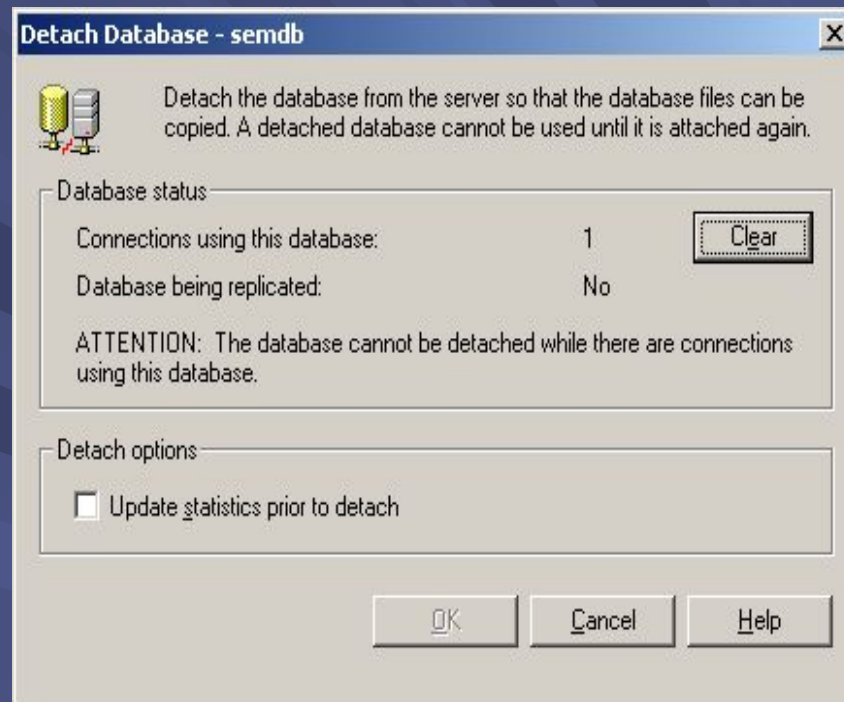 Detach Database - semdb
Detach the database from the server so that the database files can be
copied. A detached database cannot be used until it is attached again.
Database status
Connections using this database: 1 Clear
Database being replicated: No
ATTENTION: The database cannot be detached while there are connections
using this database.
Detach options
Update statistics prior to detach
OK Cancel Help